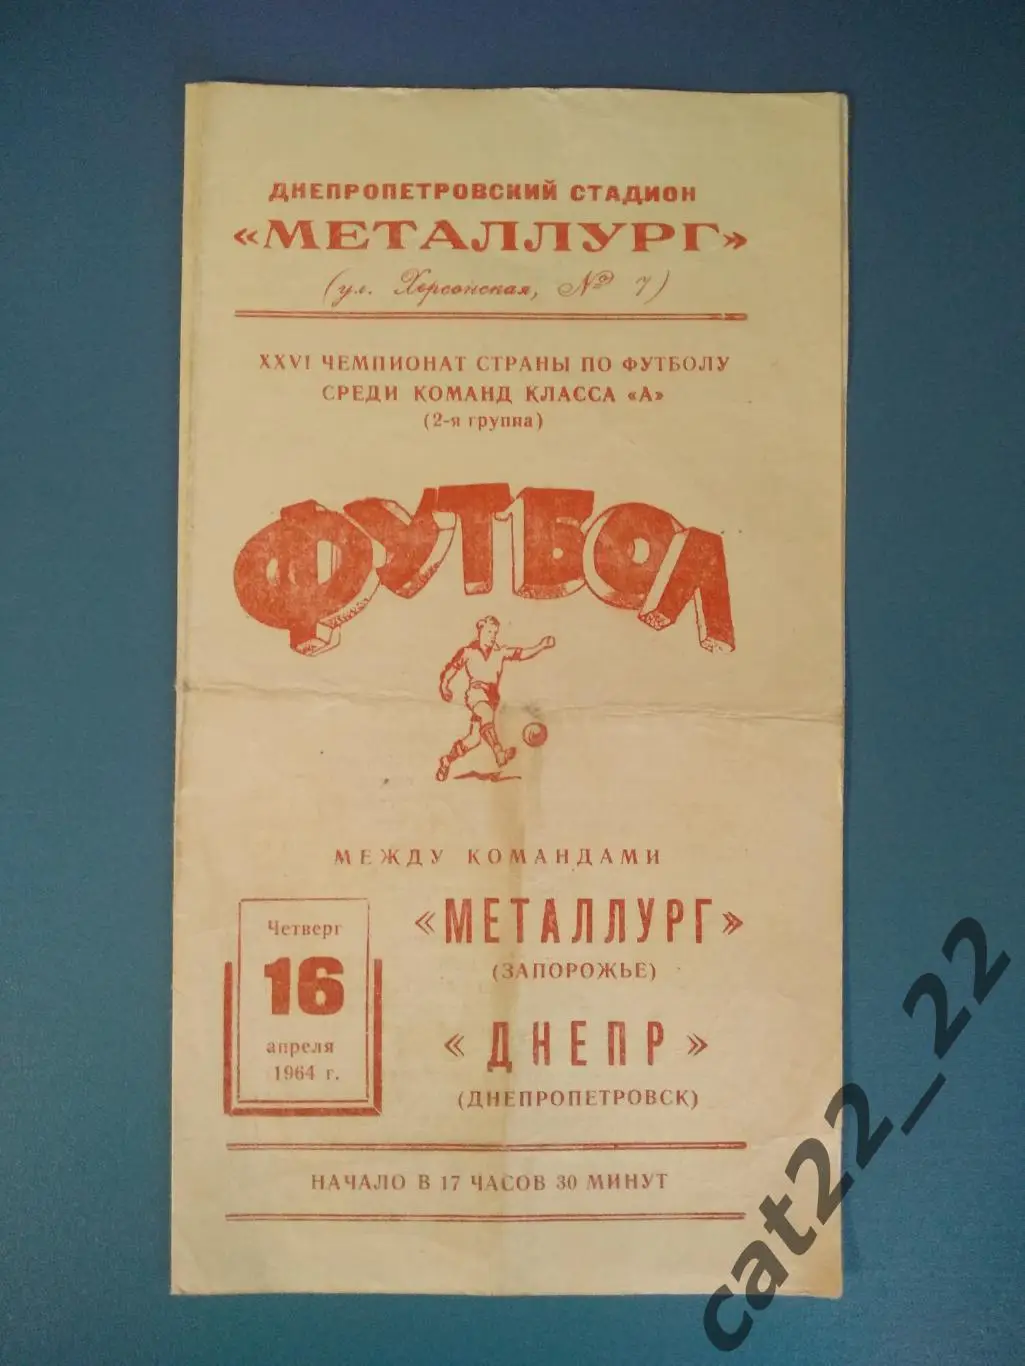 ДНЕПРОПЕТРОВСКИЙ СТАДИОН
«МЕТАЛЛУРГ»
(ул. Херсонская, № 7)
XXVI ЧЕМПИОНАТ СТРАНЫ ПО ФУТБОЛУ
СРЕДИ КОМАНД КЛАССА «А»
(2-я группа)
ФУТБОЛ
МЕЖДУ КОМАНДАМИ
«МЕТАЛЛУРГ»
(ЗАПОРОЖЬЕ)
«ДНЕПР»
(ДНЕПРОПЕТРОВСК)
Четверг
16
апреля
1964 г.
НАЧАЛО В 17 ЧАСОВ 30 МИНУТ
cat22_22